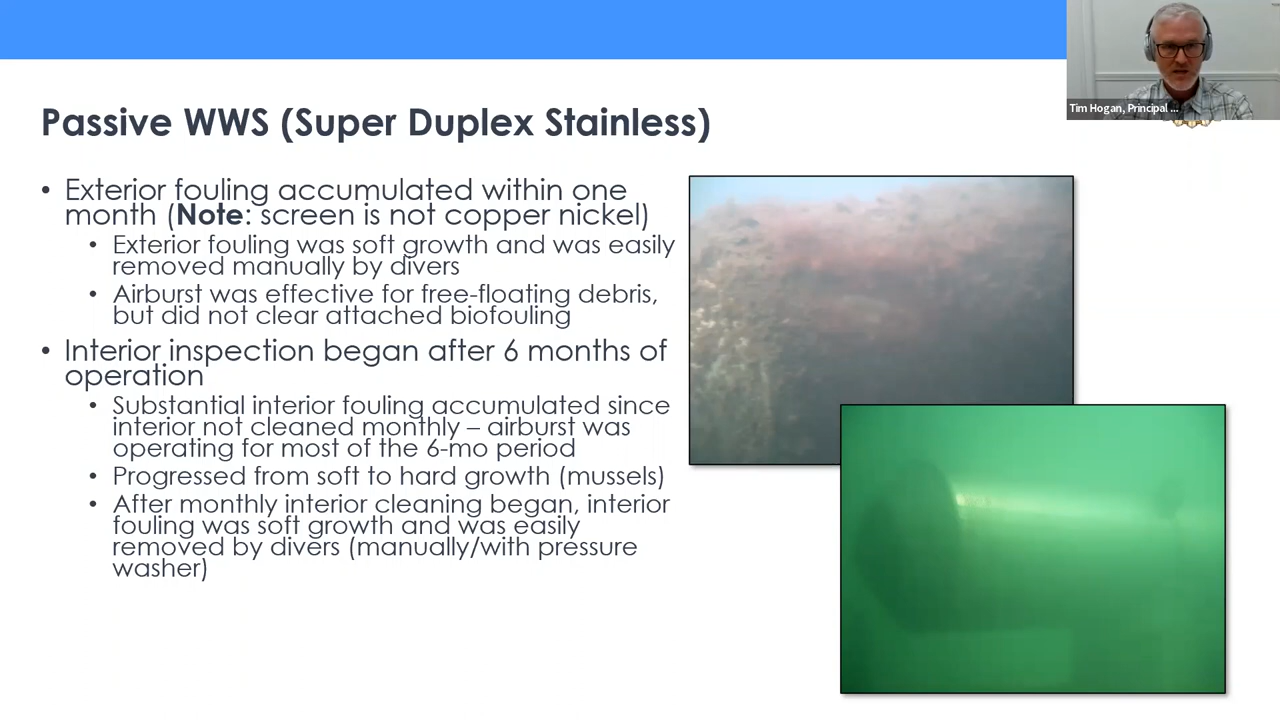 Tim Hogan, Principal ...
Passive WWS (Super Duplex Stainless)
• Exterior fouling accumulated within one
month (Note: screen is not copper nickel)
• Exterior fouling was soft growth and was easily
removed manually by divers
• Airburst was effective for free-floating debris,
but did not clear attached biofouling
• Interior inspection began after 6 months of
operation
• Substantial interior fouling accumulated since
interior not cleaned monthly – airburst was
operating for most of the 6-mo period
• Progressed from soft to hard growth (mussels)
• After monthly interior cleaning began, interior
fouling was soft growth and was easily
removed by divers (manually/with pressure
washer)